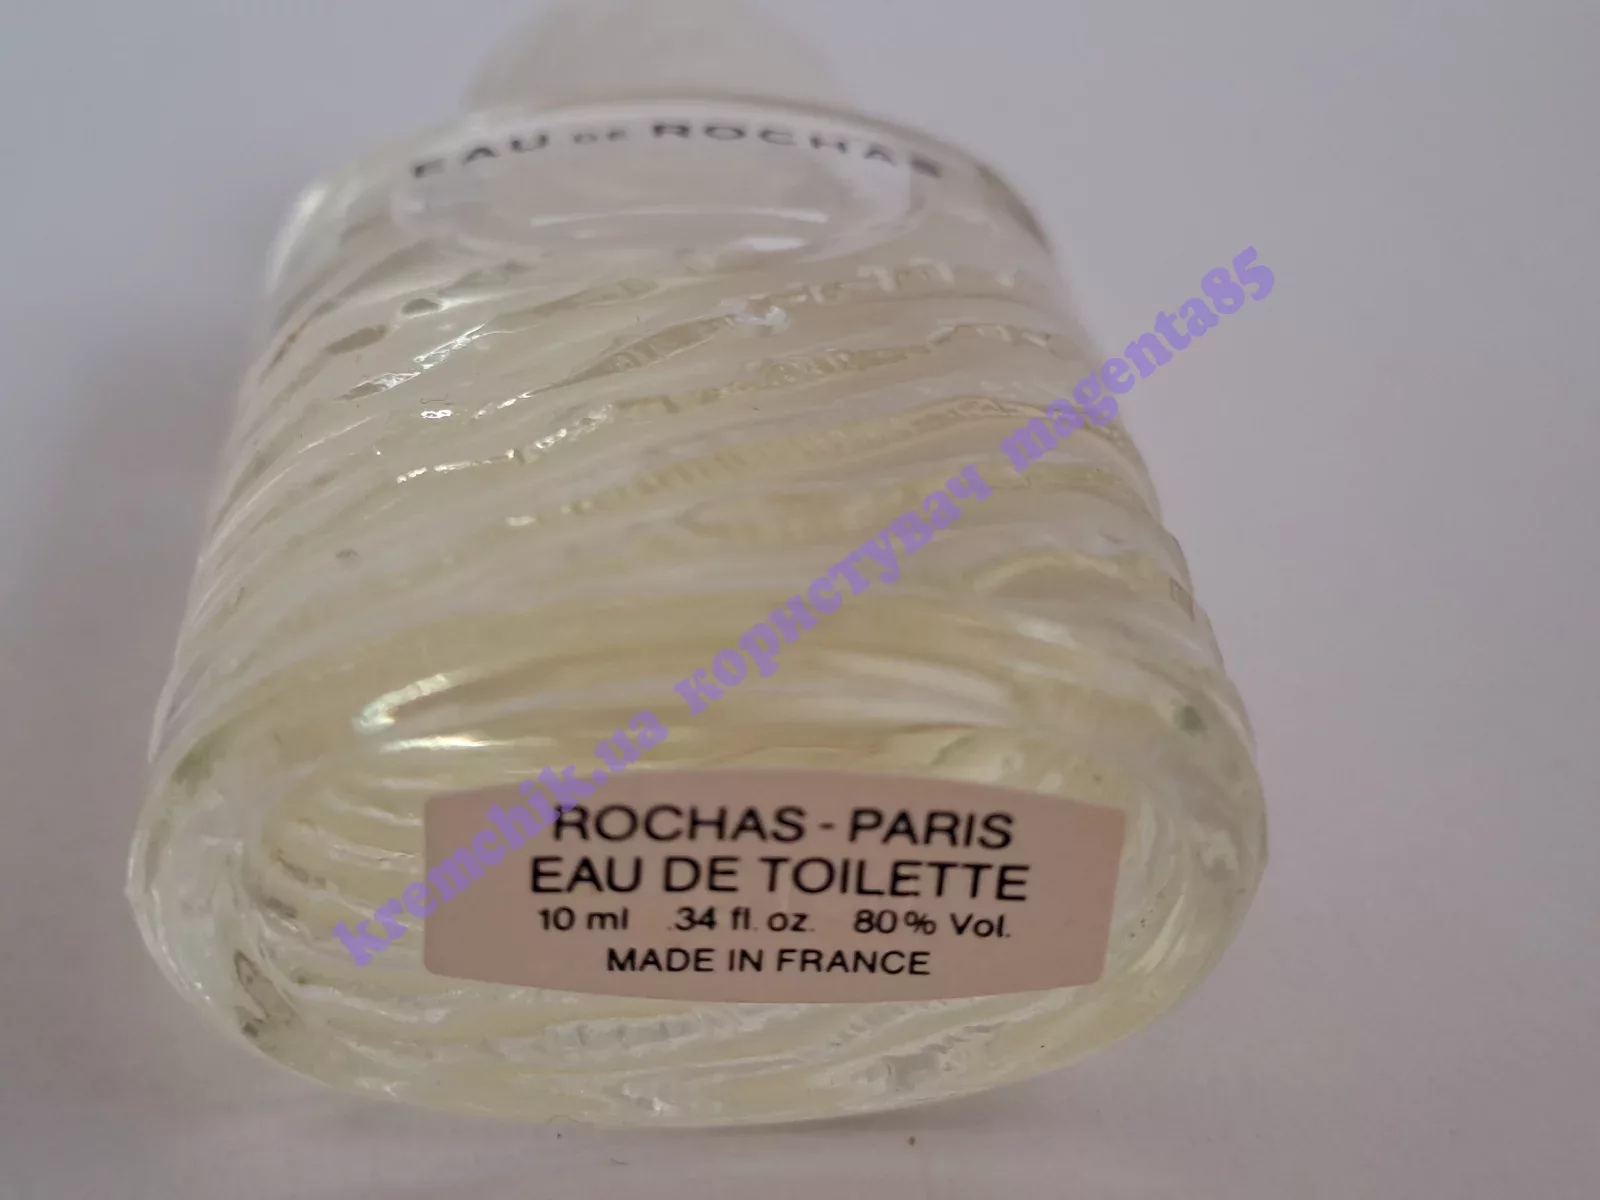 EAU DE ROCHAS
kremchik.ua користувач magenta85
ROCHAS - PARIS
EAU DE TOILETTE
10 ml .34 fl. oz. 80% Vol.
MADE IN FRANCE